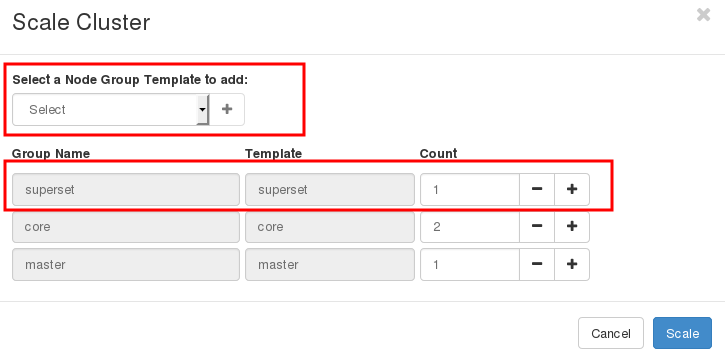 Scale Cluster
Select a Node Group Template to add:
Select
Group Name Template Count
superset superset 1
core core 2
master master 1
Cancel Scale